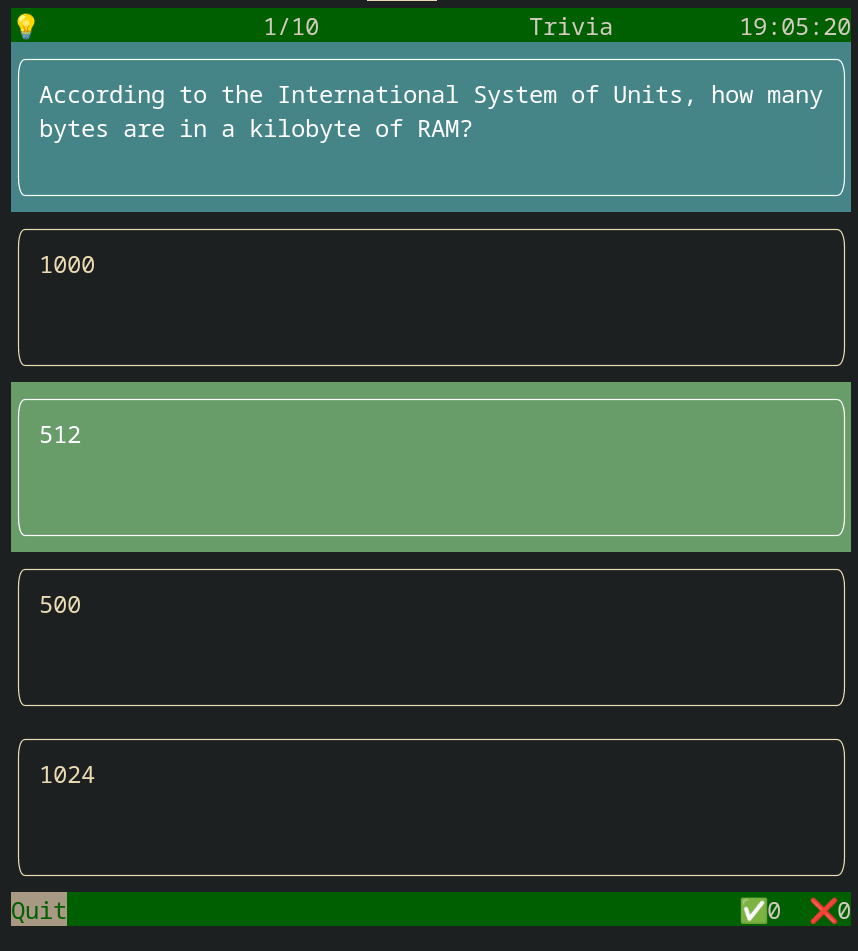 💡 1/10 Trivia 19:05:20
According to the International System of Units, how many
bytes are in a kilobyte of RAM?
1000
512
500
1024
Quit ✅0 ❌0